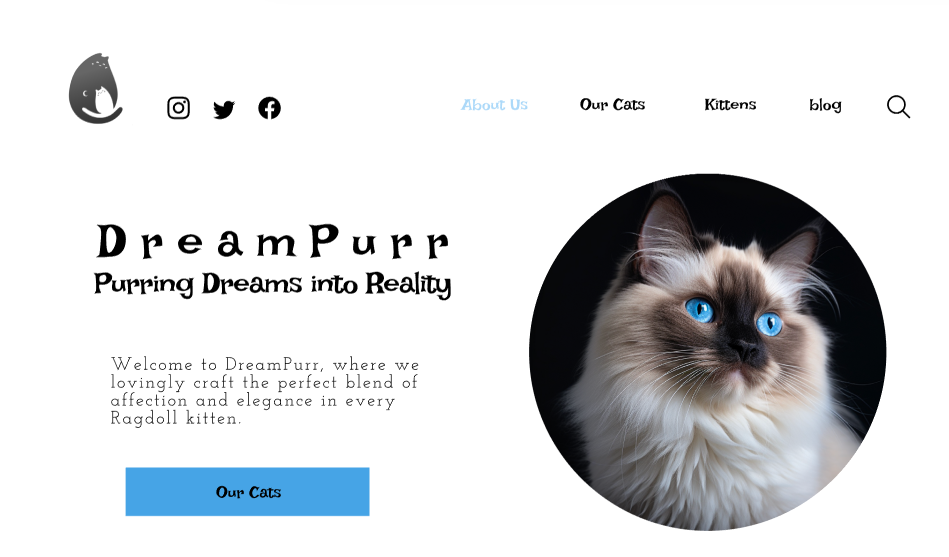 About Us Our Cats Kittens blog
DreamPurr
Purring Dreams into Reality
Welcome to DreamPurr, where we
lovingly craft the perfect blend of
affection and elegance in every
Ragdoll kitten.
Our Cats